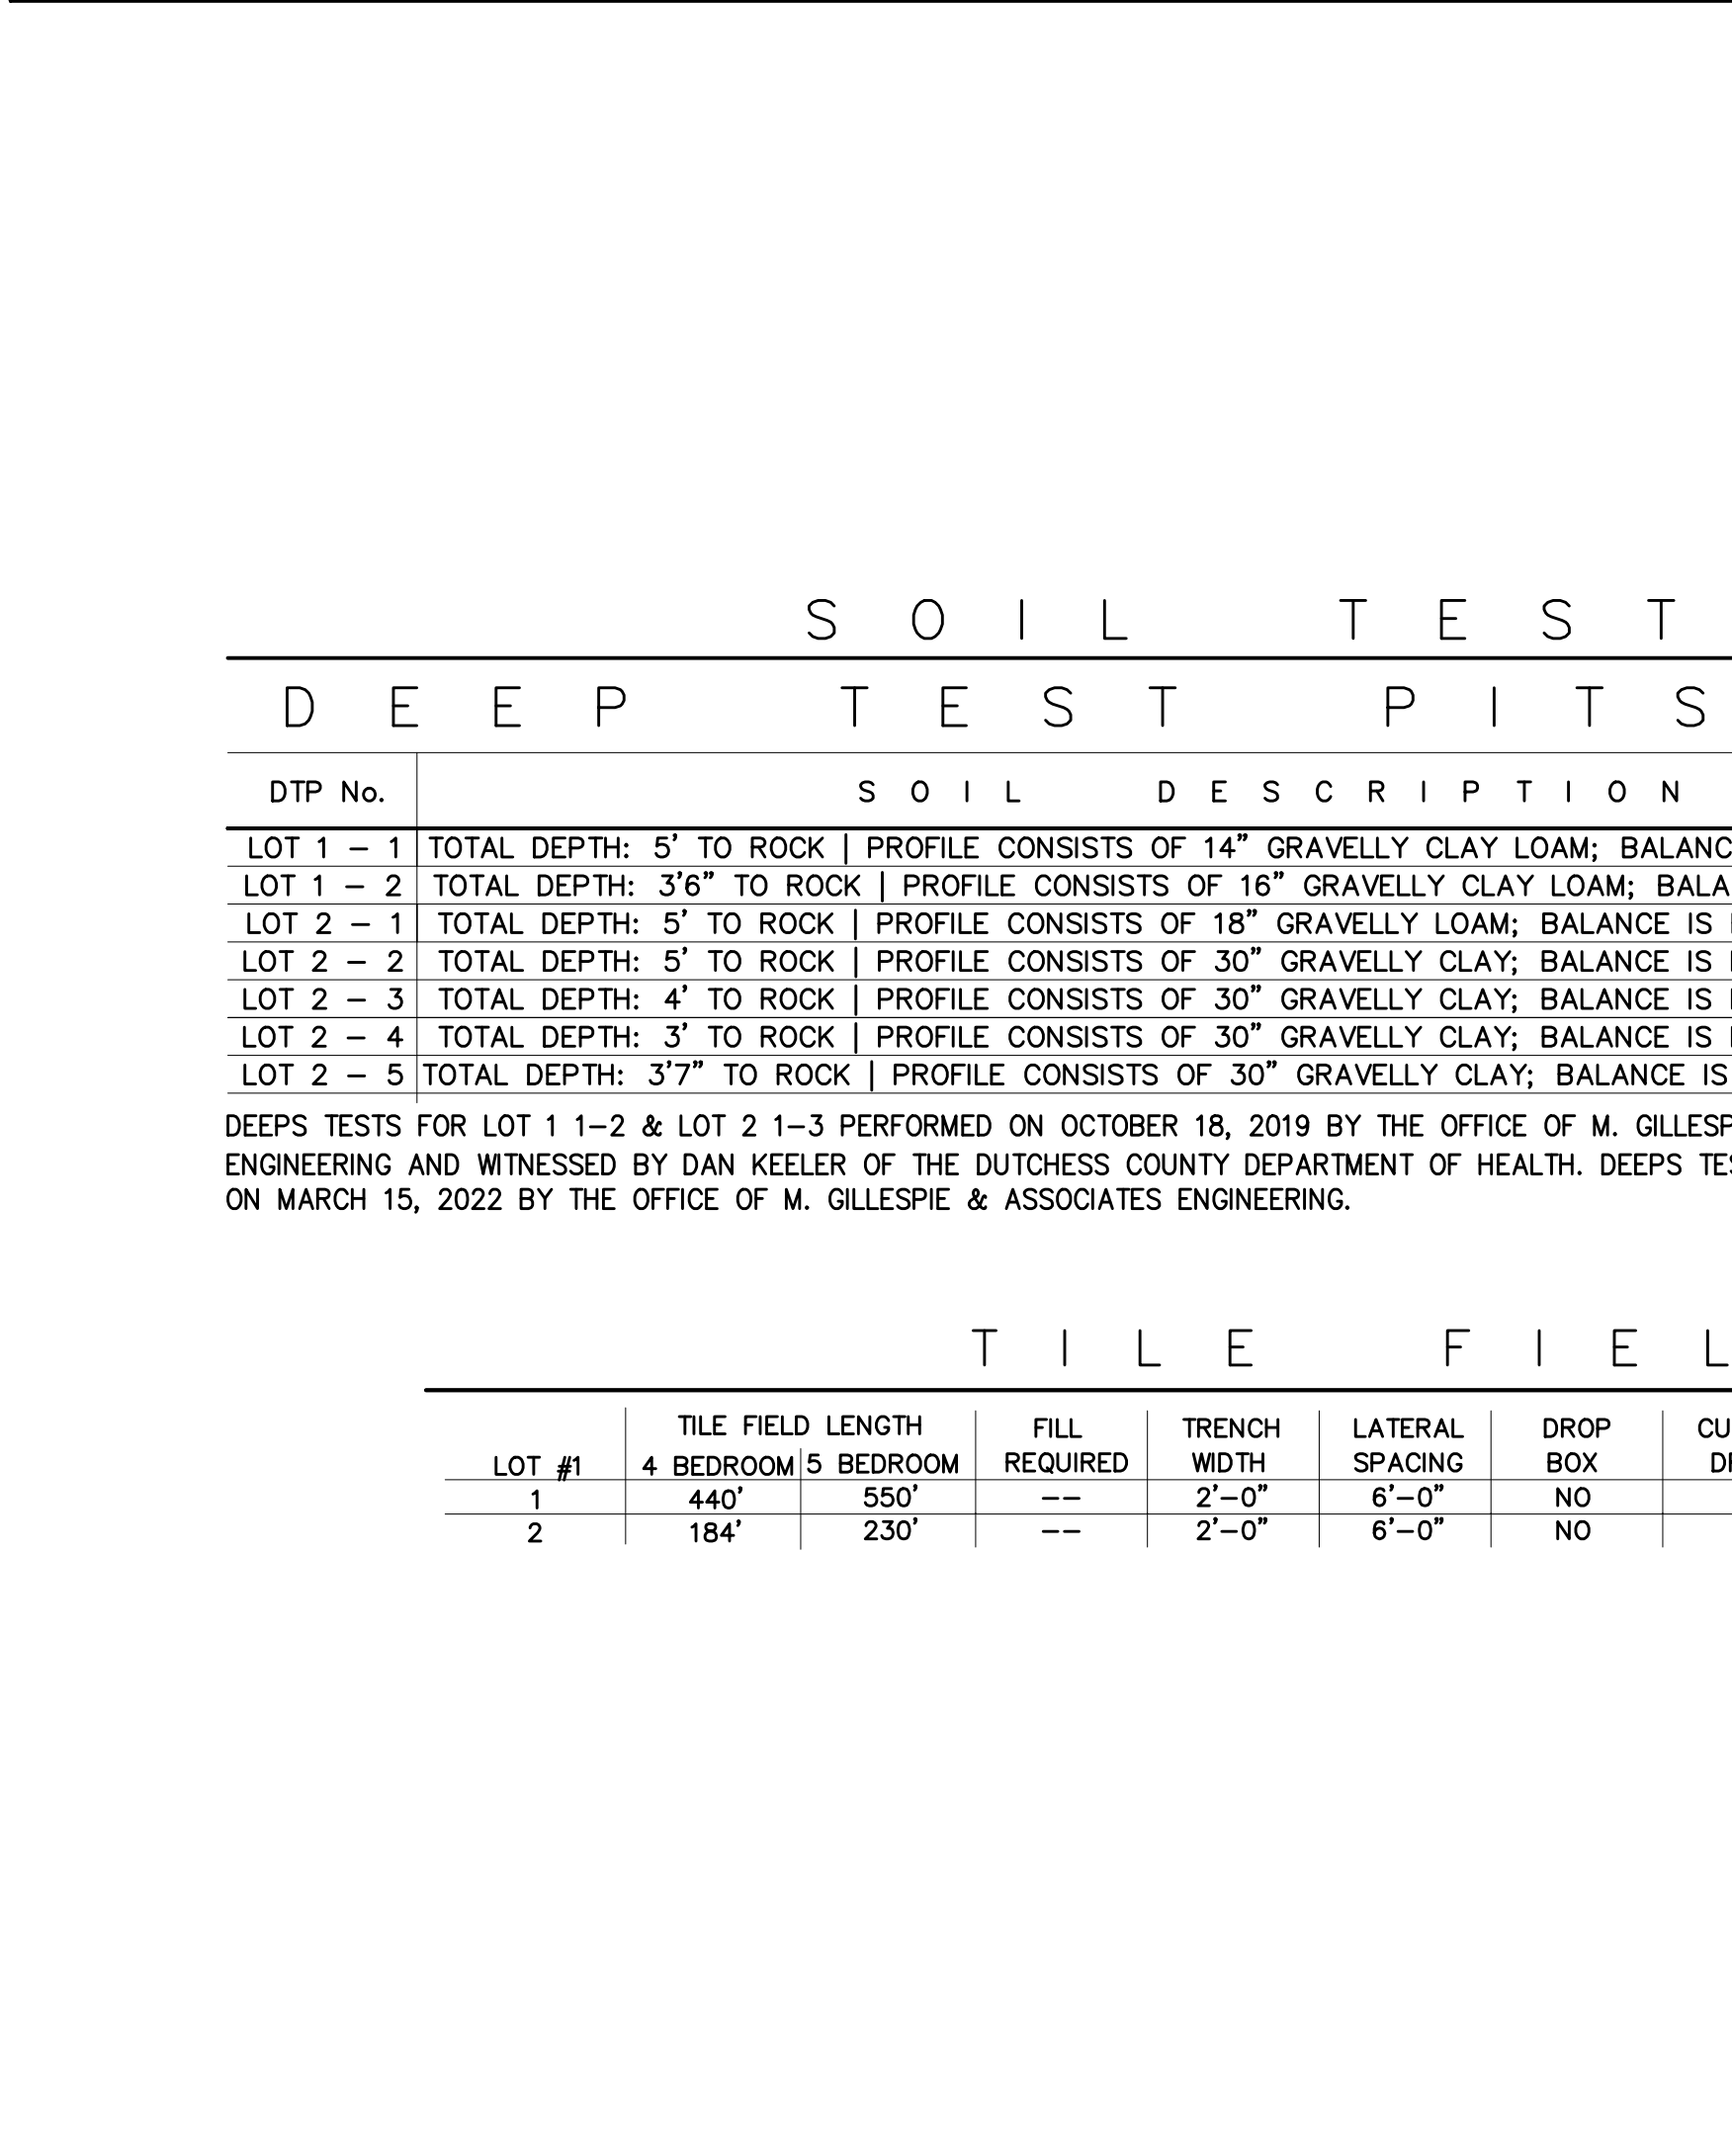 S O I L   T E S T
D E E P   T E S T   P I T S
DTP No.   S O I L   D E S C R I P T I O N
LOT 1 – 1   TOTAL DEPTH: 5' TO ROCK | PROFILE CONSISTS OF 14" GRAVELLY CLAY LOAM; BALANC
LOT 1 – 2   TOTAL DEPTH: 3'6" TO ROCK | PROFILE CONSISTS OF 16" GRAVELLY CLAY LOAM; BALA
LOT 2 – 1   TOTAL DEPTH: 5' TO ROCK | PROFILE CONSISTS OF 18" GRAVELLY LOAM; BALANCE IS
LOT 2 – 2   TOTAL DEPTH: 5' TO ROCK | PROFILE CONSISTS OF 30" GRAVELLY CLAY; BALANCE IS
LOT 2 – 3   TOTAL DEPTH: 4' TO ROCK | PROFILE CONSISTS OF 30" GRAVELLY CLAY; BALANCE IS
LOT 2 – 4   TOTAL DEPTH: 3' TO ROCK | PROFILE CONSISTS OF 30" GRAVELLY CLAY; BALANCE IS
LOT 2 – 5   TOTAL DEPTH: 3'7" TO ROCK | PROFILE CONSISTS OF 30" GRAVELLY CLAY; BALANCE IS
DEEPS TESTS FOR LOT 1 1–2 & LOT 2 1–3 PERFORMED ON OCTOBER 18, 2019 BY THE OFFICE OF M. GILLESP
ENGINEERING AND WITNESSED BY DAN KEELER OF THE DUTCHESS COUNTY DEPARTMENT OF HEALTH. DEEPS TES
ON MARCH 15, 2022 BY THE OFFICE OF M. GILLESPIE & ASSOCIATES ENGINEERING.
T I L E   F I E L
TILE FIELD LENGTH   FILL   TRENCH   LATERAL   DROP   CU
LOT #1   4 BEDROOM   5 BEDROOM   REQUIRED   WIDTH   SPACING   BOX   DR
1   440'   550'   ––   2'–0"   6'–0"   NO
2   184'   230'   ––   2'–0"   6'–0"   NO